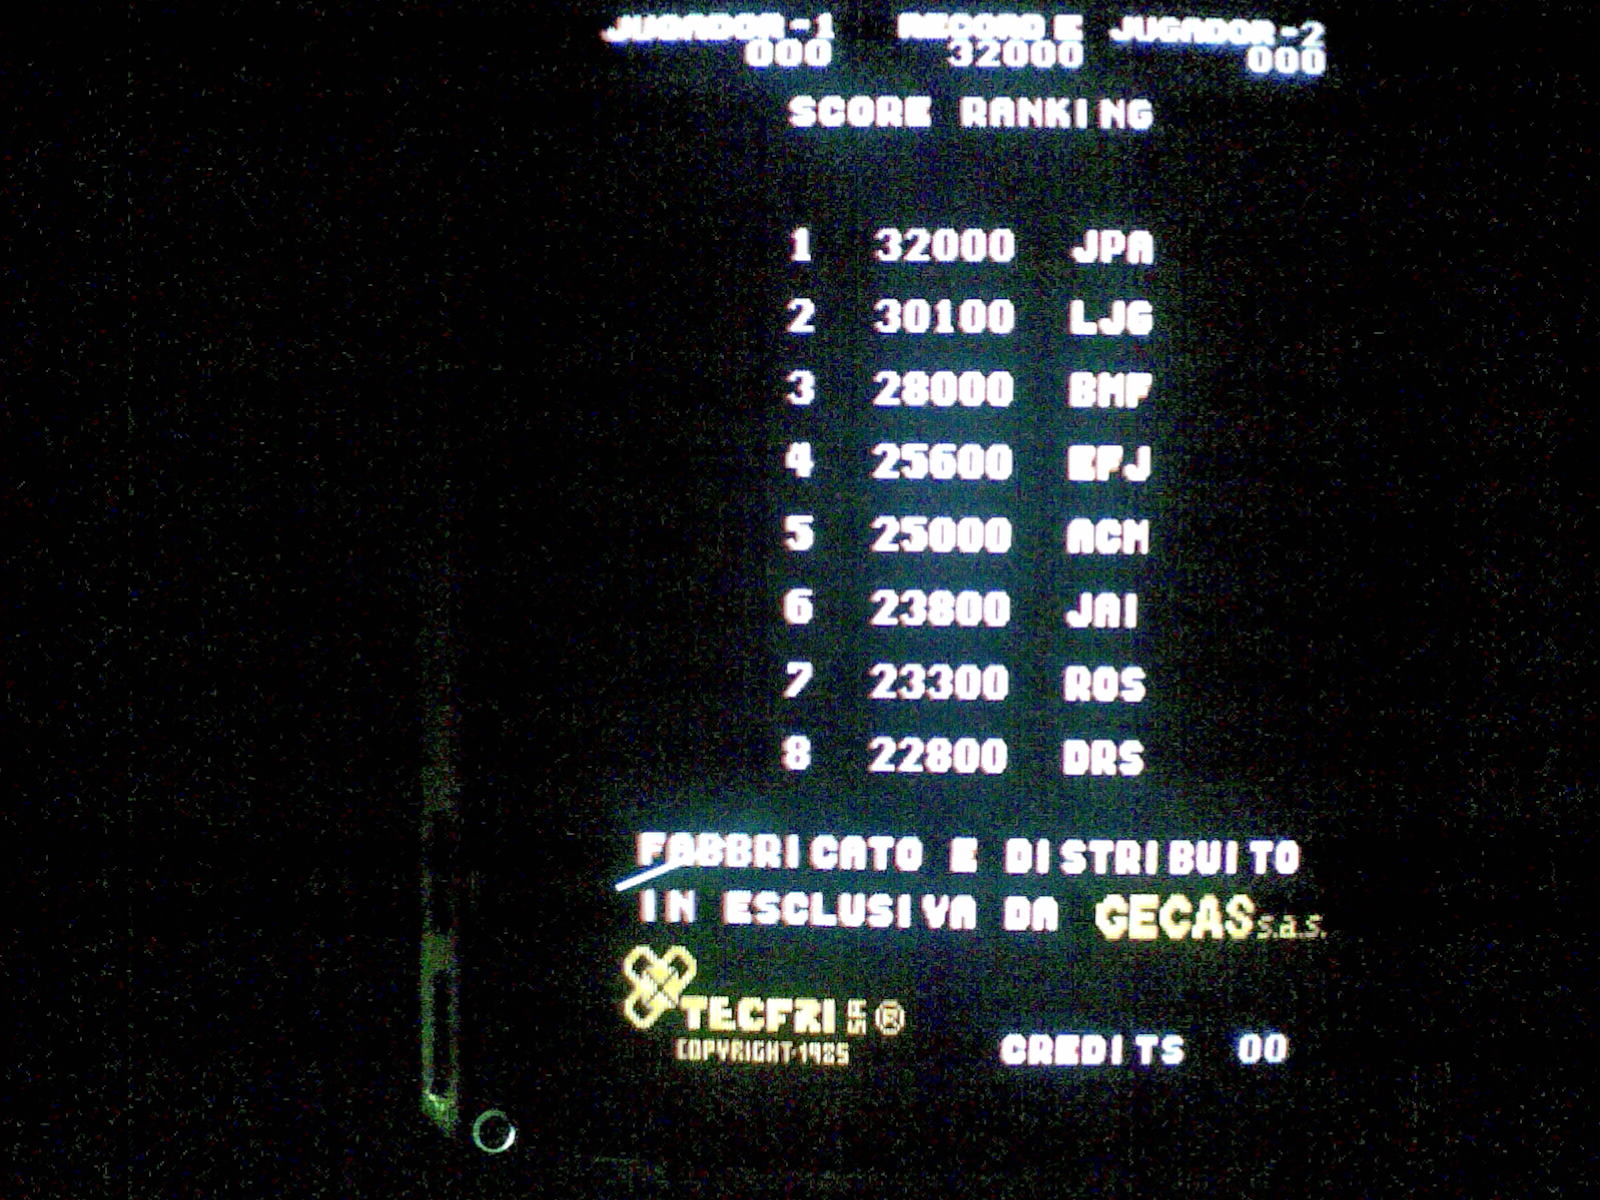 JUGADOR-1 RECORD E JUGADOR-2
000 32000 000
SCORE RANKING
1 32000 JPA
2 30100 LJG
3 28000 BMF
4 25600 EFJ
5 25000 ACM
6 23800 JAI
7 23300 ROS
8 22800 DRS
FABBRICATO E DISTRIBUITO
IN ESCLUSIVA DA GECAS s.a.s.
TECFRI ®
COPYRIGHT-1985
CREDITS 00